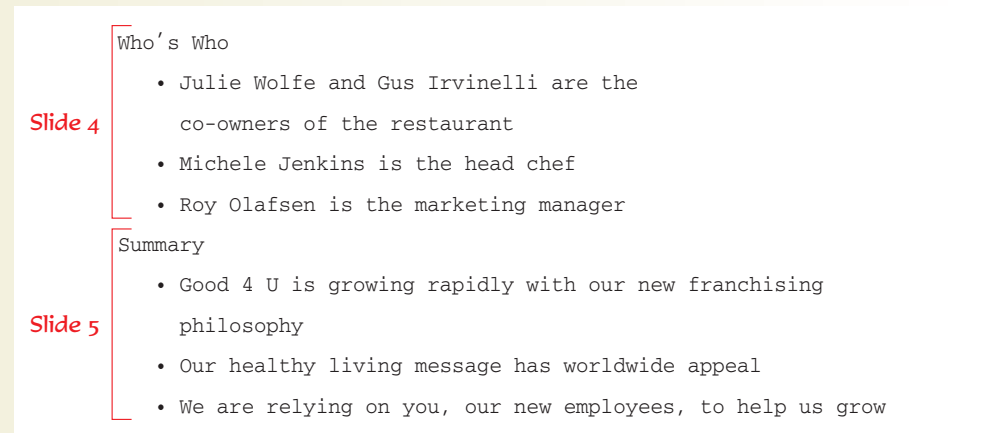 Who's Who
• Julie Wolfe and Gus Irvinelli are the
Slide 4
co-owners of the restaurant
• Michele Jenkins is the head chef
• Roy Olafsen is the marketing manager
Summary
• Good 4 U is growing rapidly with our new franchising
Slide 5
philosophy
• Our healthy living message has worldwide appeal
• We are relying on you, our new employees, to help us grow